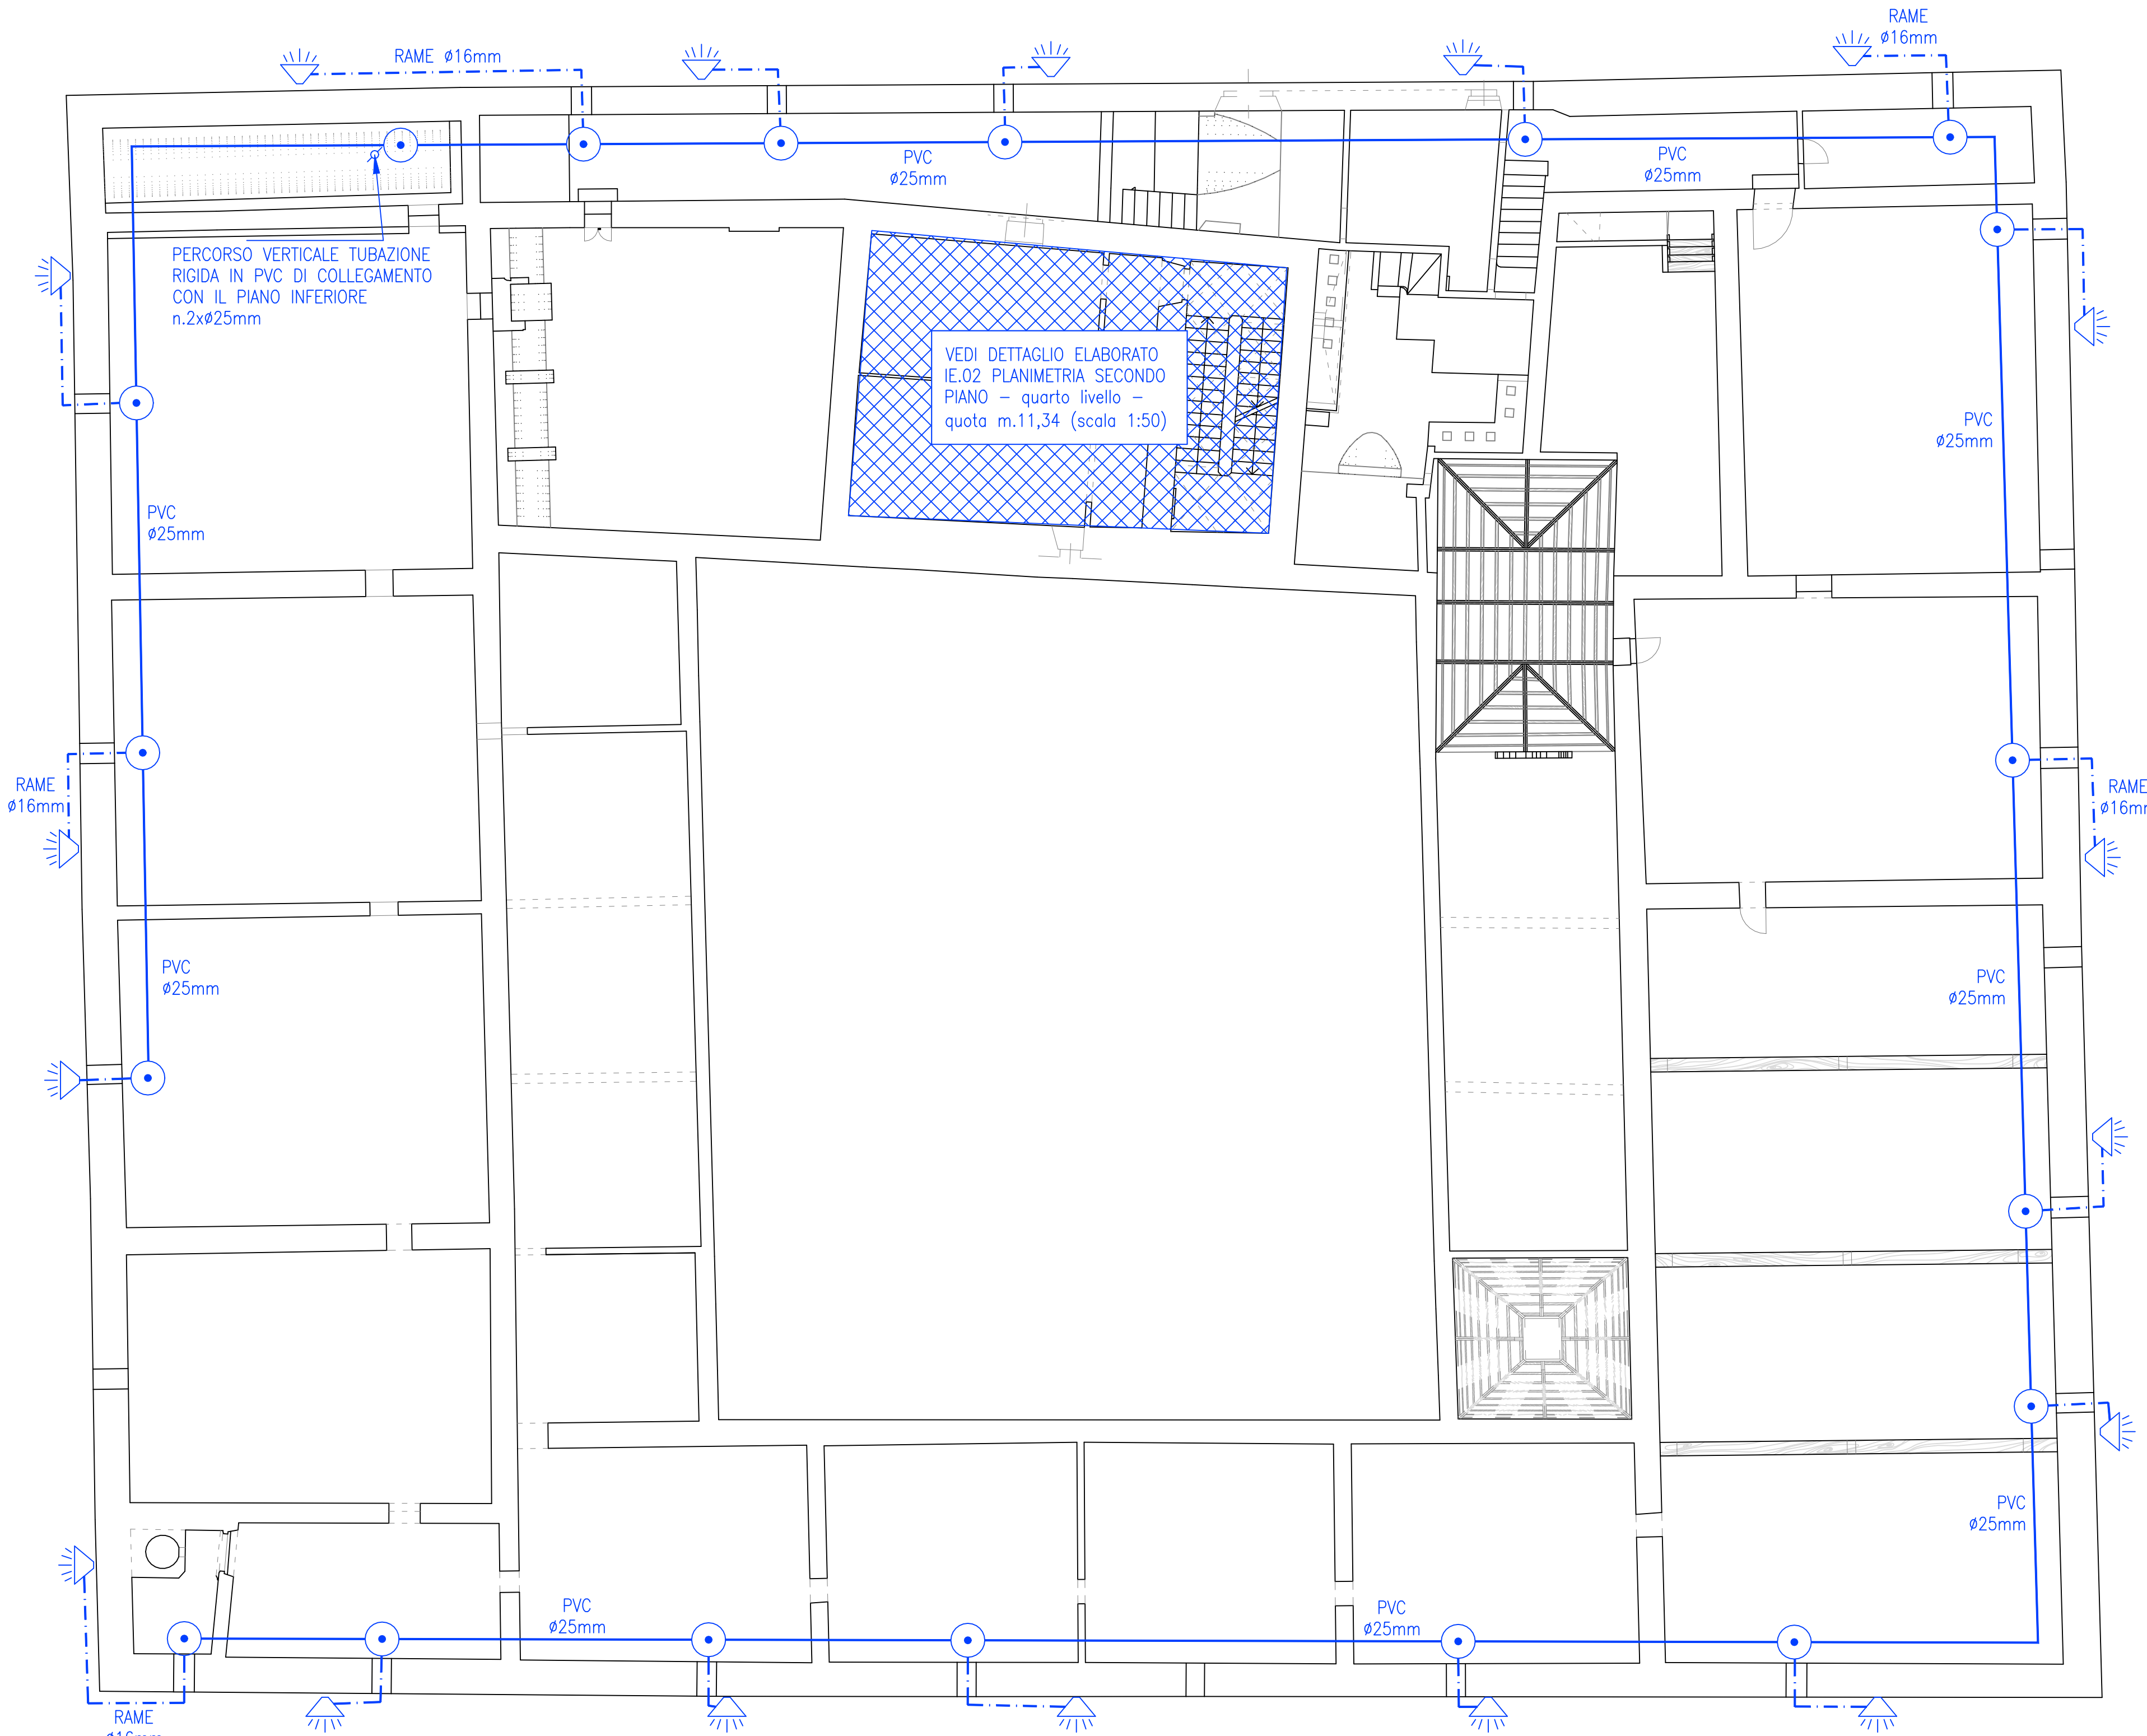 RAME
ø16mm
RAME ø16mm
PVC
ø25mm
PVC
ø25mm
PERCORSO VERTICALE TUBAZIONE
RIGIDA IN PVC DI COLLEGAMENTO
CON IL PIANO INFERIORE
n.2xø25mm
VEDI DETTAGLIO ELABORATO
IE.02 PLANIMETRIA SECONDO
PIANO – quarto livello –
quota m.11,34 (scala 1:50)
PVC
ø25mm
PVC
ø25mm
RAME
ø16mm
RAME
ø16m
PVC
ø25mm
PVC
ø25mm
PVC
ø25mm
PVC
ø25mm
PVC
ø25mm
RAME
ø16mm